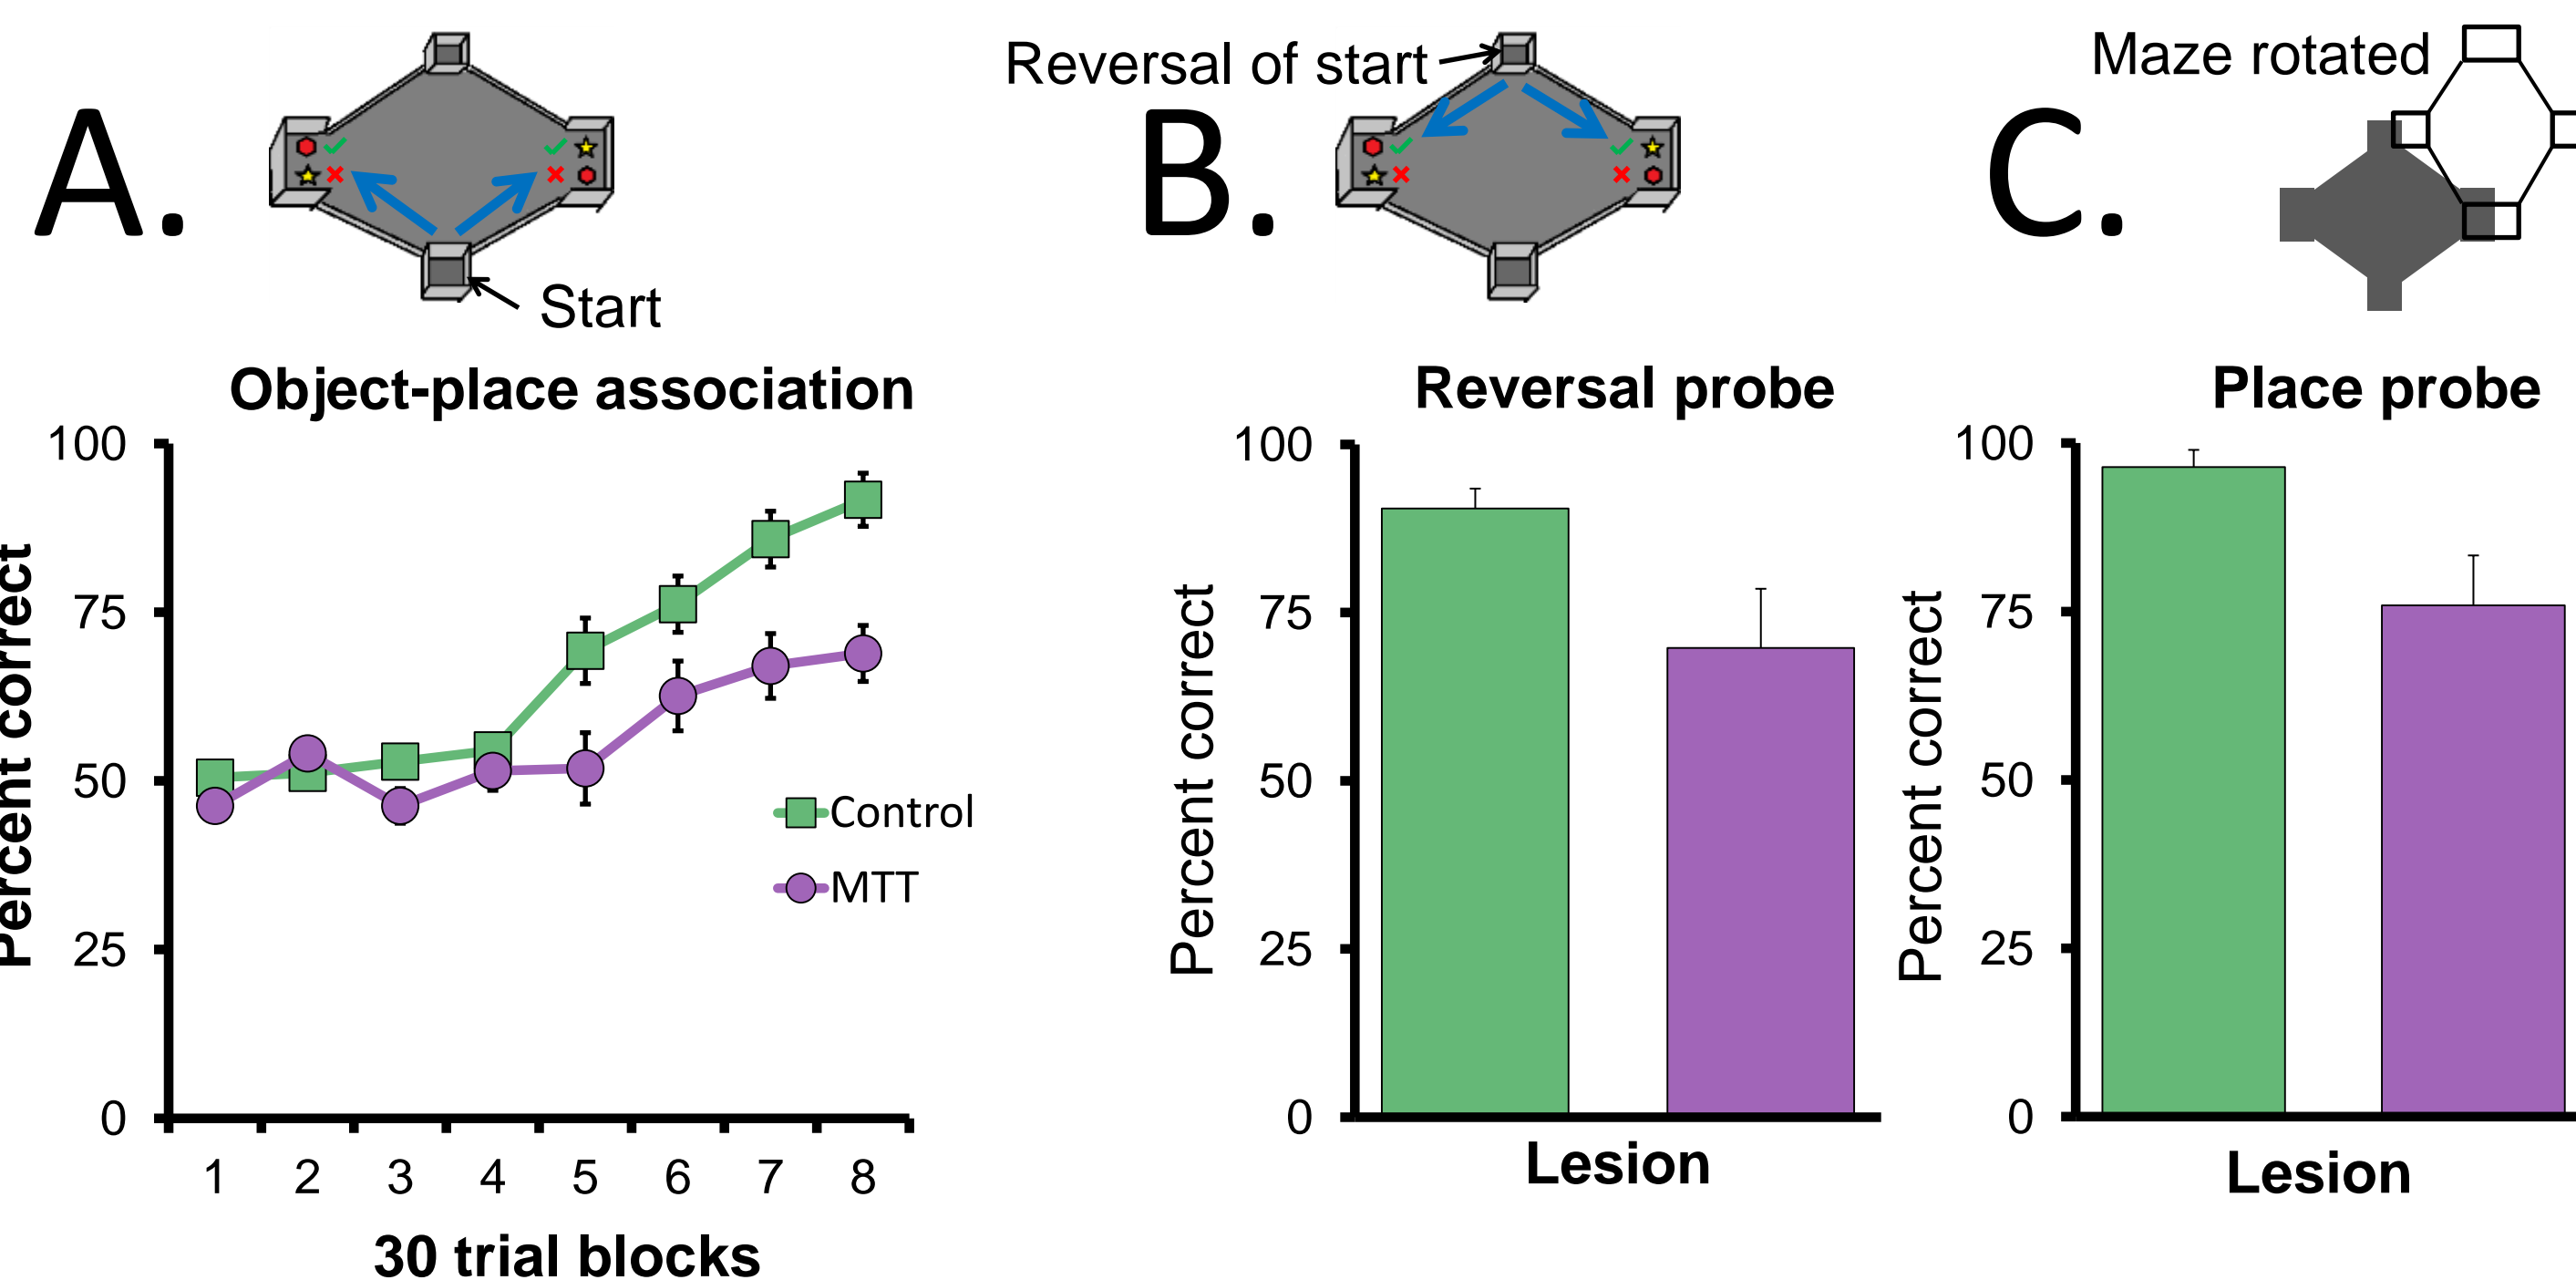 A.
Start
Object-place association
Percent correct
100
75
50
25
0
1 2 3 4 5 6 7 8
30 trial blocks
Control
MTT
Reversal of start
B.
Reversal probe
Percent correct
100
75
50
25
0
Lesion
Maze rotated
C.
Place probe
Percent correct
100
75
50
25
0
Lesion